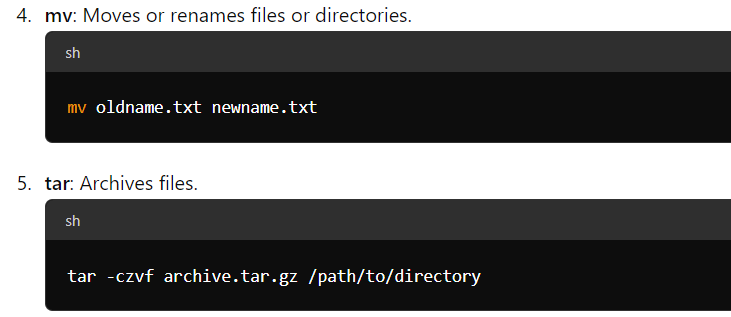 4. mv: Moves or renames files or directories.
sh
mv oldname.txt newname.txt
5. tar: Archives files.
sh
tar -czvf archive.tar.gz /path/to/directory